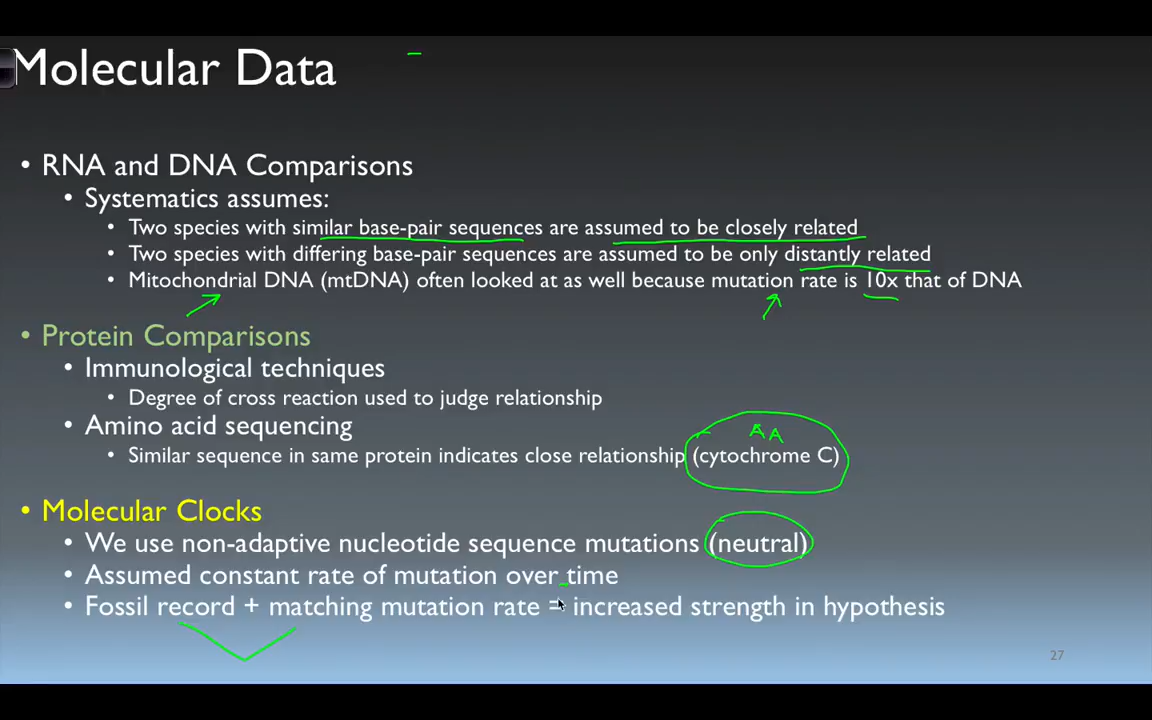 Molecular Data
• RNA and DNA Comparisons
• Systematics assumes:
• Two species with similar base-pair sequences are assumed to be closely related
• Two species with differing base-pair sequences are assumed to be only distantly related
• Mitochondrial DNA (mtDNA) often looked at as well because mutation rate is 10x that of DNA
• Protein Comparisons
• Immunological techniques
• Degree of cross reaction used to judge relationship
• Amino acid sequencing
AA
• Similar sequence in same protein indicates close relationship (cytochrome C)
• Molecular Clocks
• We use non-adaptive nucleotide sequence mutations (neutral)
• Assumed constant rate of mutation over time
• Fossil record + matching mutation rate = increased strength in hypothesis
27